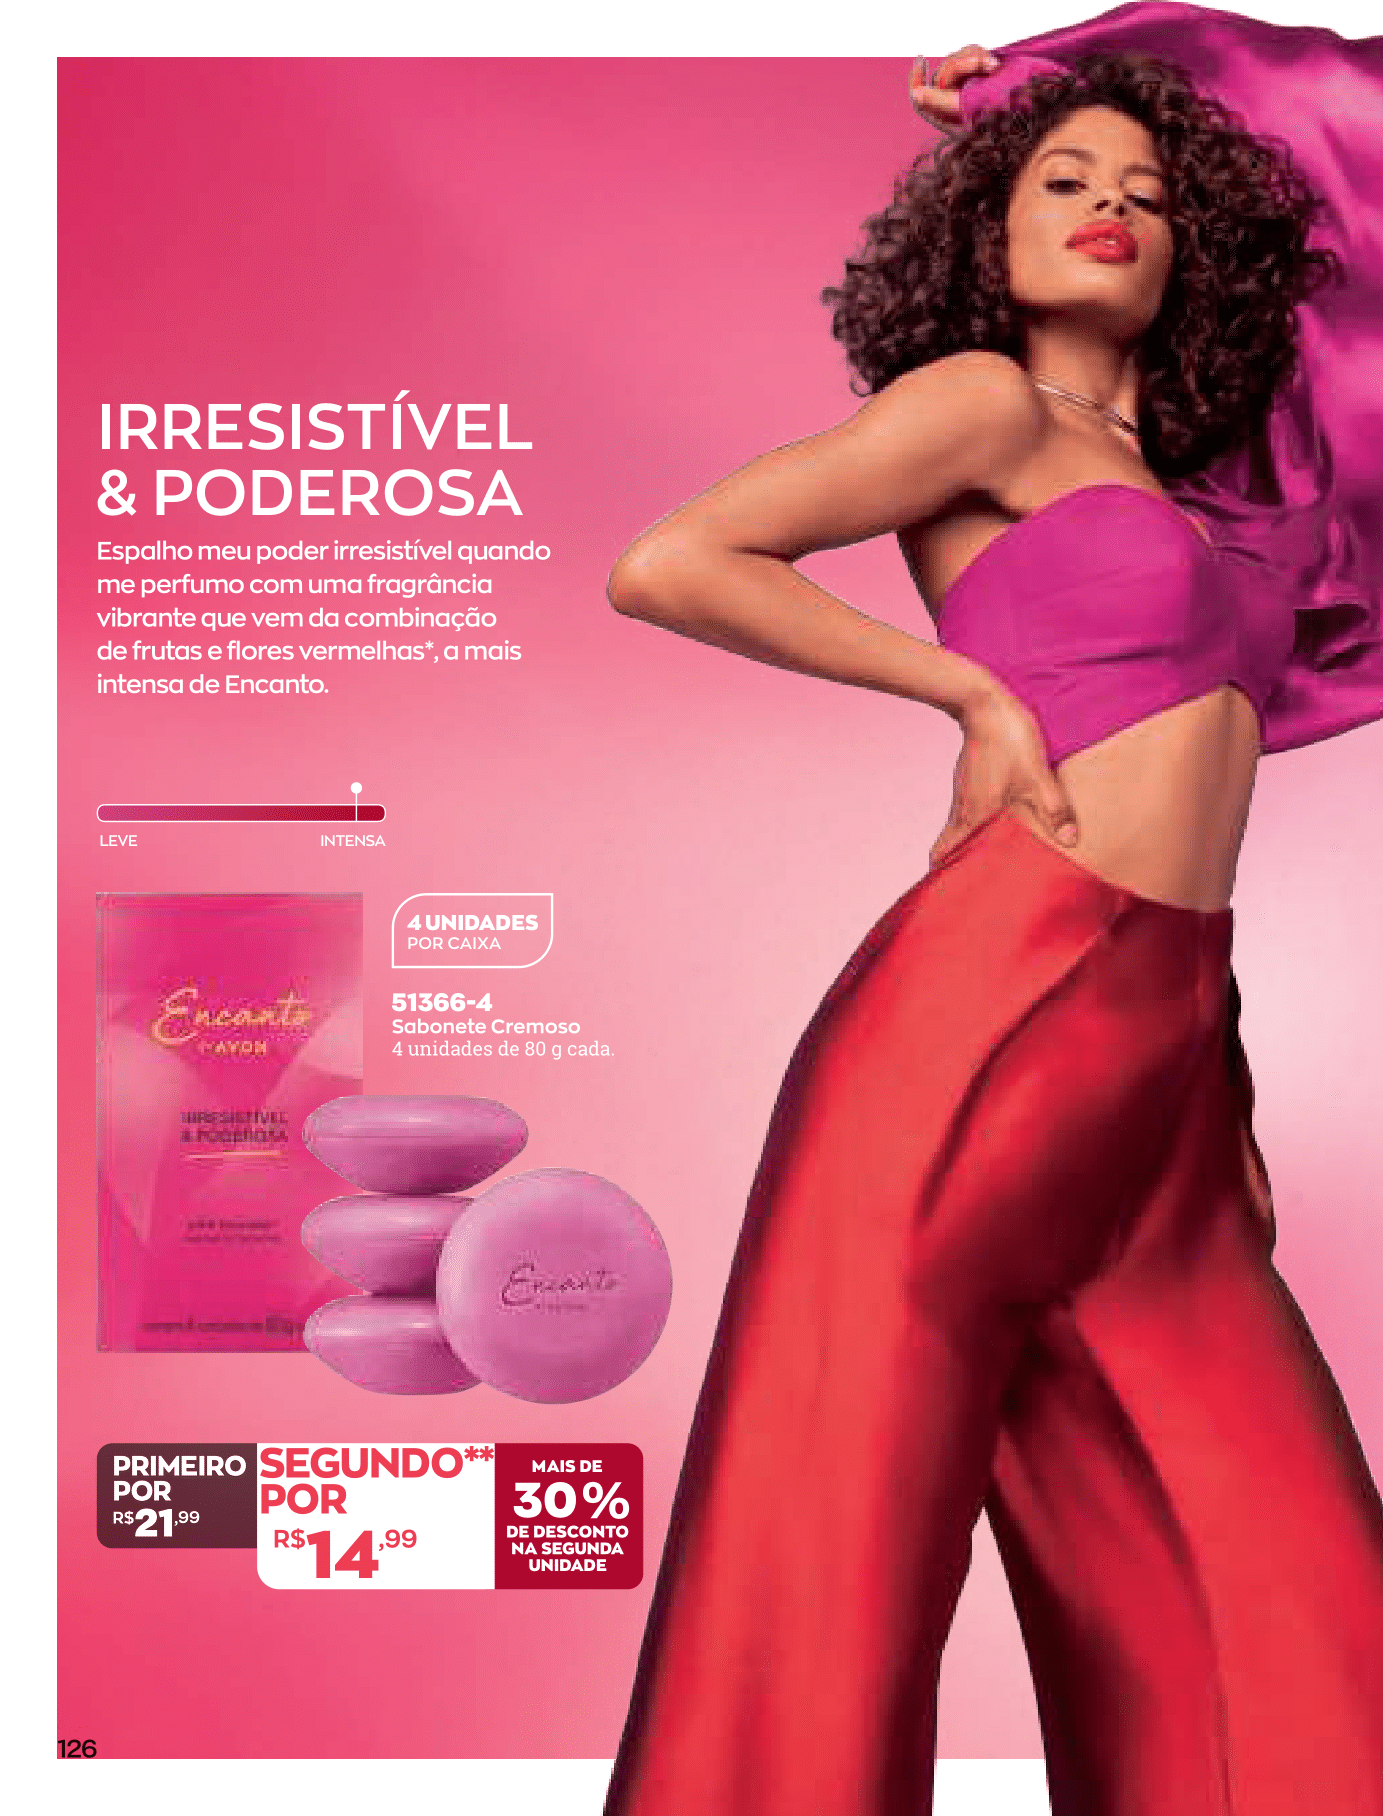 IRRESISTÍVEL
& PODEROSA
Espalho meu poder irresistível quando
me perfumo com uma fragrância
vibrante que vem da combinação
de frutas e flores vermelhas*, a mais
intensa de Encanto.
LEVE
INTENSA
4 UNIDADES
POR CAIXA
51366-4
Sabonete Cremoso
4 unidades de 80 g cada.
Encanto
AVON
IRRESISTÍVEL
& PODEROSA
Encanto
PRIMEIRO
POR
R$21,99
SEGUNDO**
POR
R$14,99
MAIS DE
30%
DE DESCONTO
NA SEGUNDA
UNIDADE
126